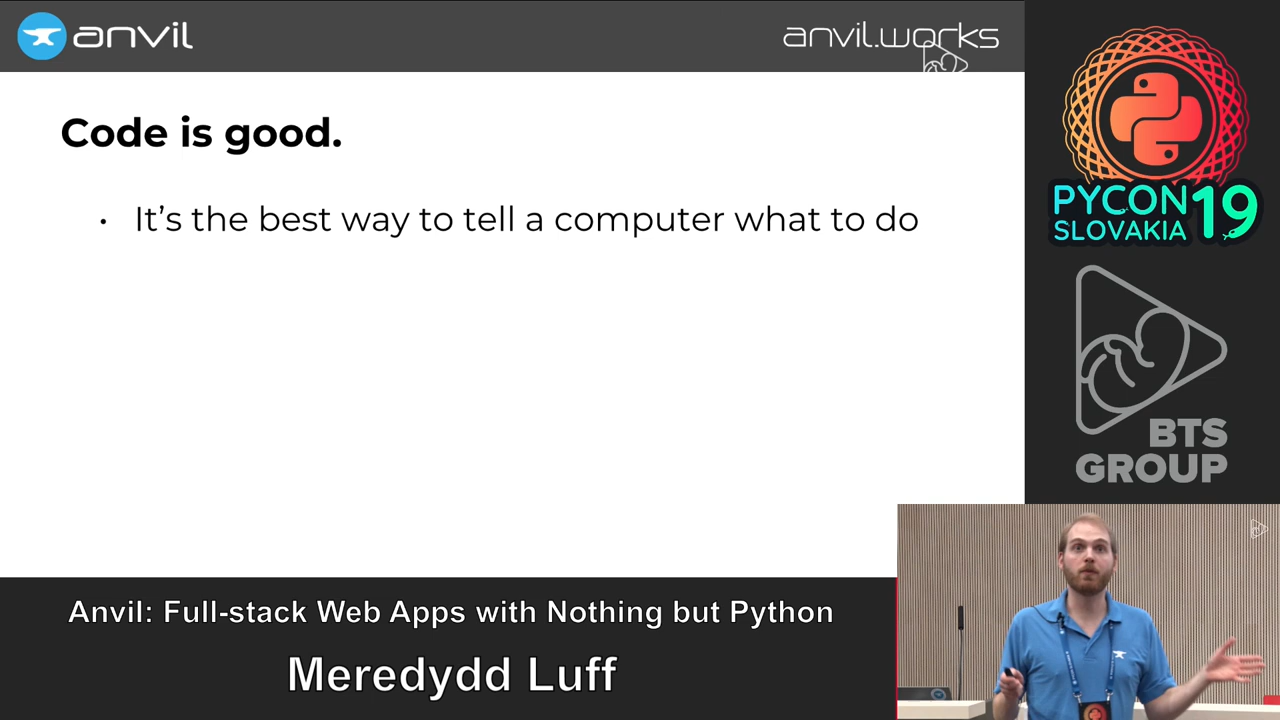 anvil
anvil.works
Code is good.
• It's the best way to tell a computer what to do
PYCON 19
SLOVAKIA
BTS
GROUP
Anvil: Full-stack Web Apps with Nothing but Python
Meredydd Luff